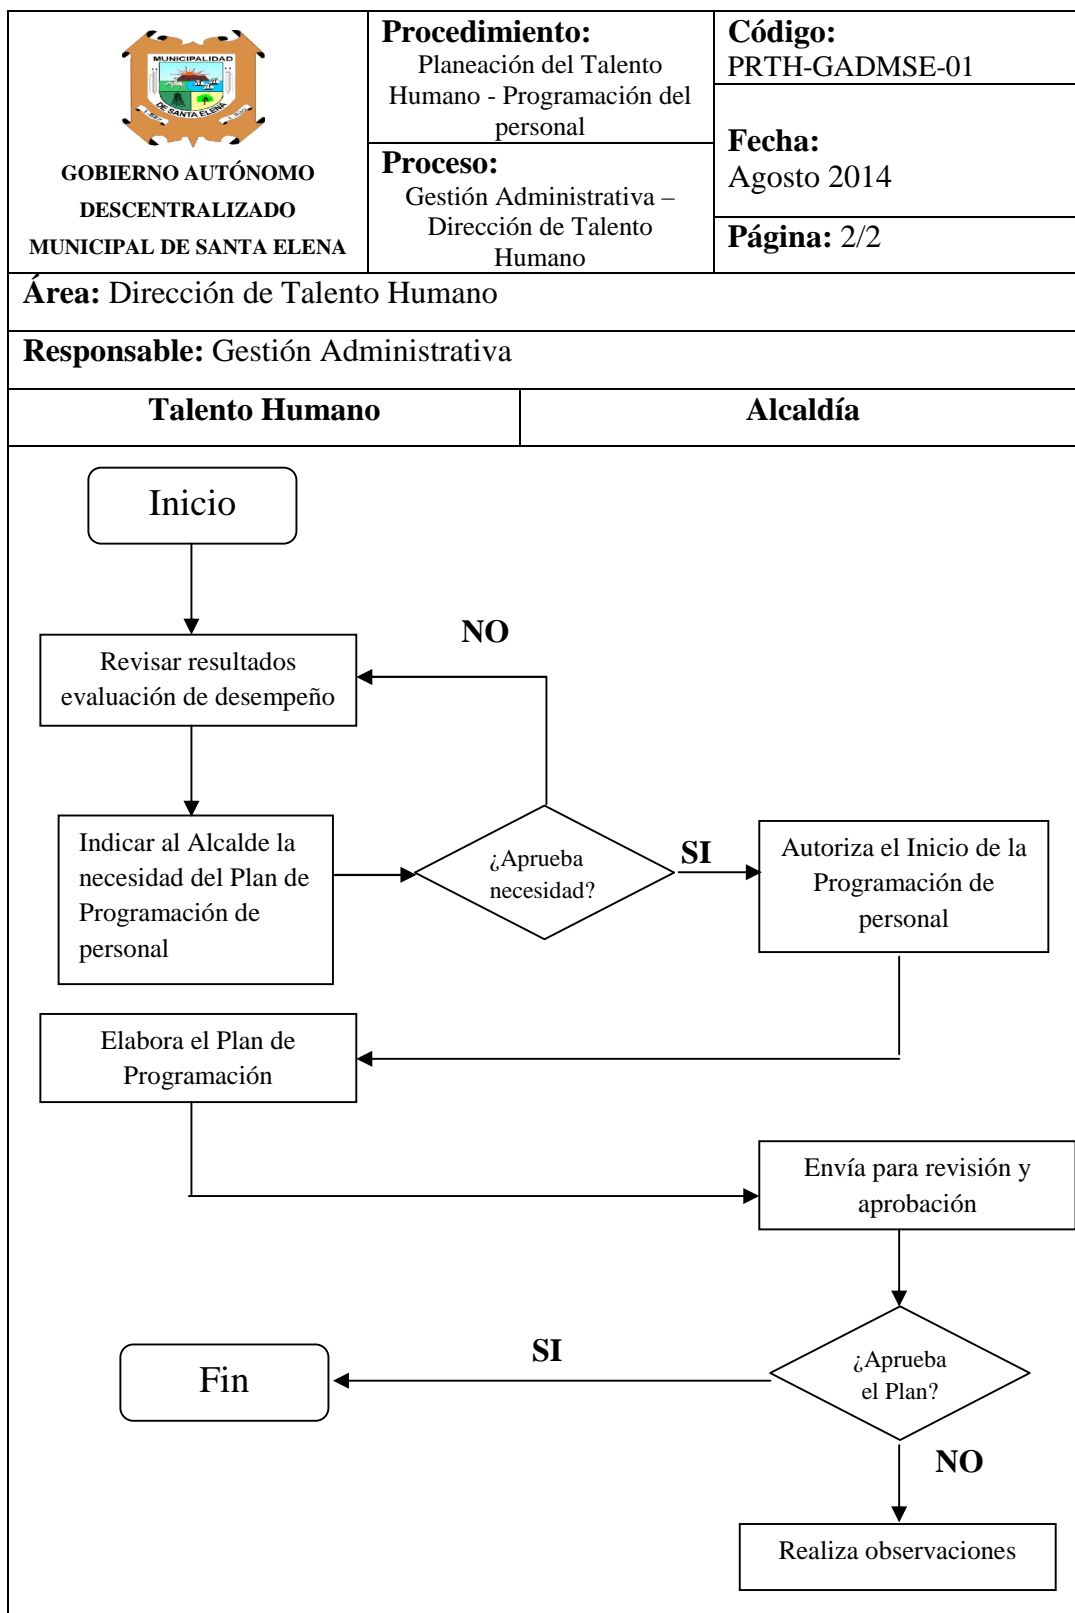 MUNICIPALIDAD
DE SANTA ELENA
GOBIERNO AUTÓNOMO
DESCENTRALIZADO
MUNICIPAL DE SANTA ELENA
Procedimiento:
Planeación del Talento
Humano - Programación del
personal
Proceso:
Gestión Administrativa –
Dirección de Talento
Humano
Código:
PRTH-GADMSE-01
Fecha:
Agosto 2014
Página: 2/2
Área: Dirección de Talento Humano
Responsable: Gestión Administrativa
Talento Humano
Alcaldía
Inicio
NO
Revisar resultados
evaluación de desempeño
Indicar al Alcalde la
necesidad del Plan de
Programación de
personal
¿Aprueba
necesidad?
SI
Autoriza el Inicio de la
Programación de
personal
Elabora el Plan de
Programación
Envía para revisión y
aprobación
¿Aprueba
el Plan?
SI
Fin
NO
Realiza observaciones